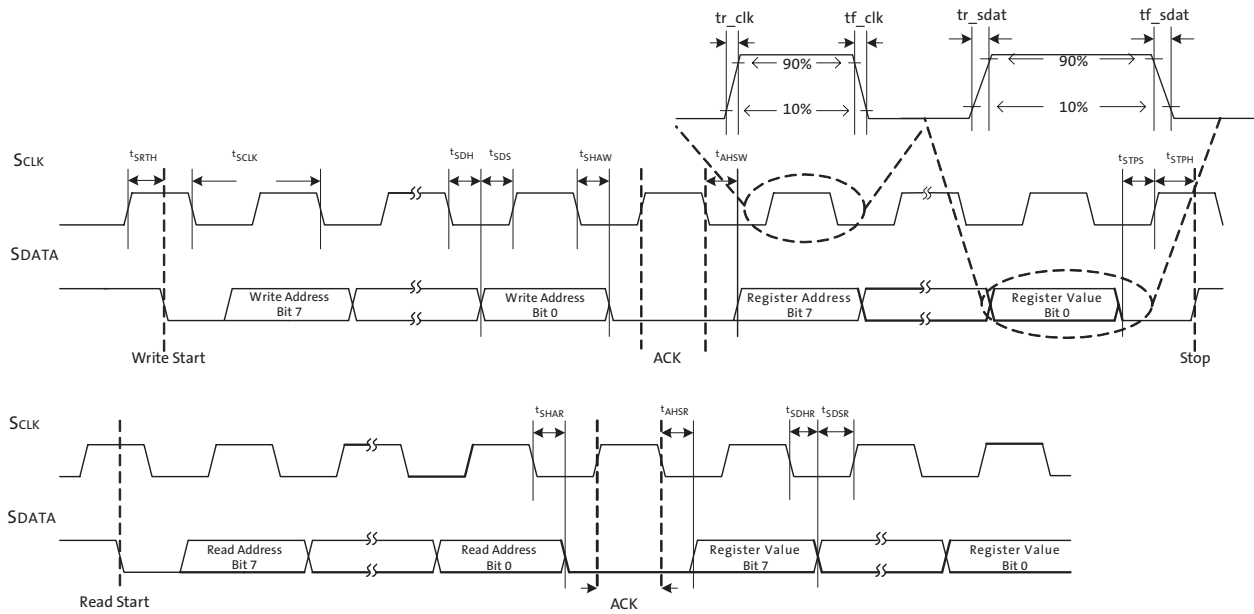 tr_clk tf_clk tr_sdat tf_sdat
90% 90%
10% 10%
SCLK tSRTH tSCLK tSDH tSDS tSHAW tAHSW tSTPS tSTPH
SDATA
Write Address Bit 7
Write Address Bit 0
Register Address Bit 7
Register Value Bit 0
Write Start ACK Stop
SCLK tSHAR tAHSR tSDHR tSDSR
SDATA
Read Address Bit 7
Read Address Bit 0
Register Value Bit 7
Register Value Bit 0
Read Start ACK